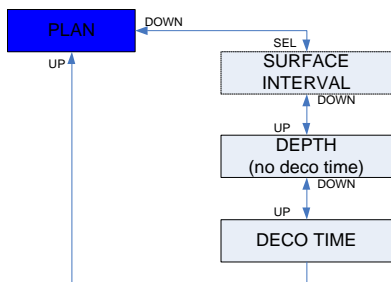 PLAN
DOWN
UP
SEL
SURFACE
INTERVAL
DOWN
UP
DEPTH
(no deco time)
DOWN
UP
DECO TIME